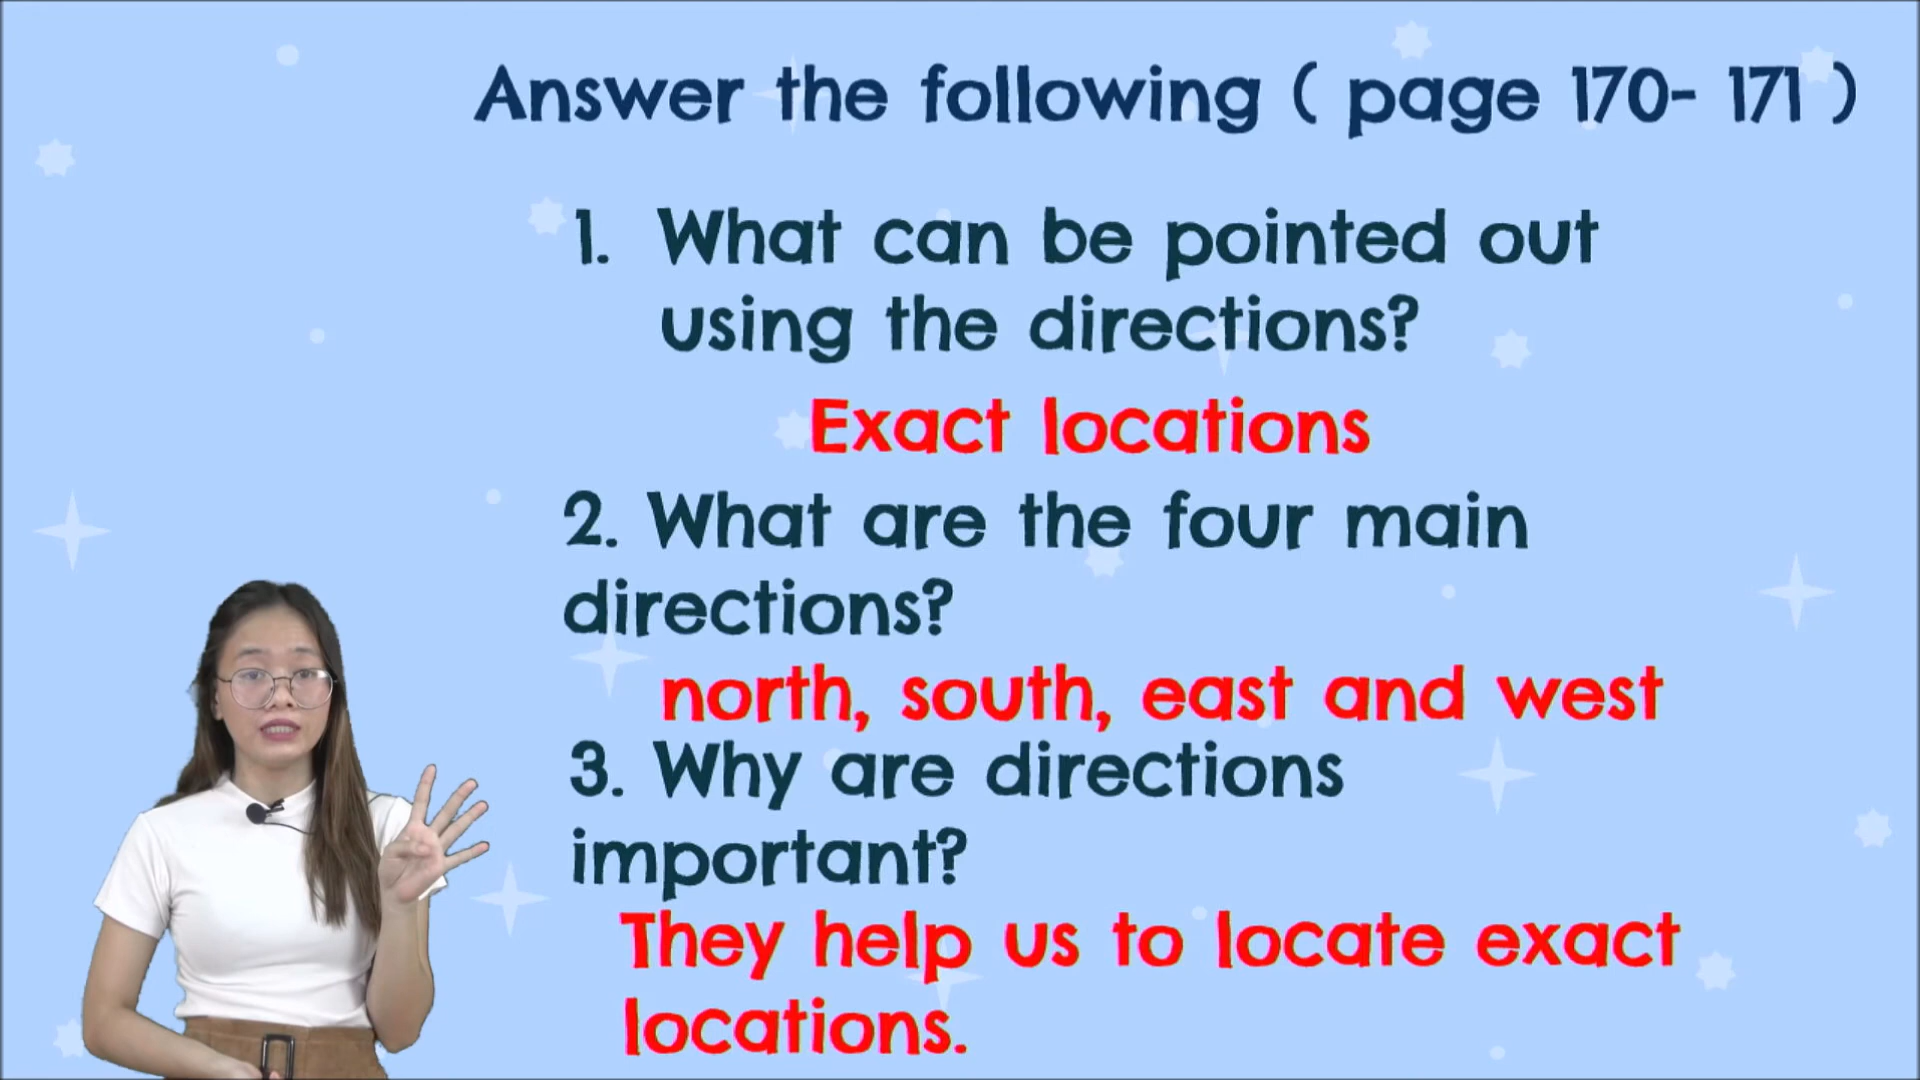 Answer the following ( page 170- 171 )
1. What can be pointed out
using the directions?
Exact locations
2. What are the four main
directions?
north, south, east and west
3. Why are directions
important?
They help us to locate exact
locations.